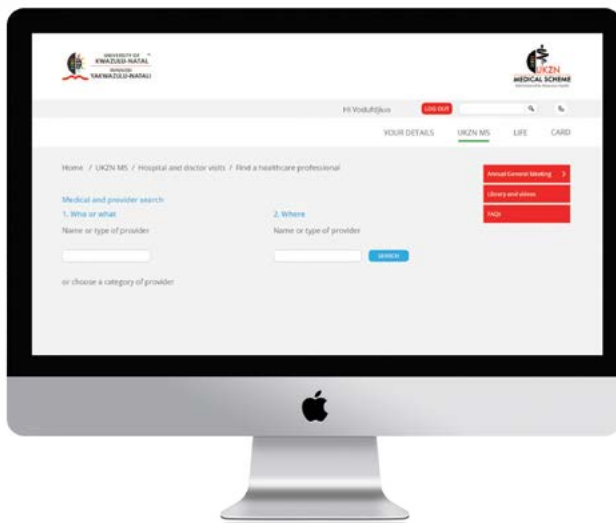 UNIVERSITY OF
KWAZULU-NATAL
INYUVESI
YAKWAZULU-NATALI
UKZN
MEDICAL SCHEME
LOG OUT
YOUR DETAILS UKZN MS LIFE CARD
Home / UKZN MS / Hospital and doctor visits / Find a healthcare professional
Annual General Meeting >
Library and videos
FAQs
Medical and provider search
1. Who or what 2. Where
Name or type of provider Name or type of provider
SEARCH
or choose a category of provider